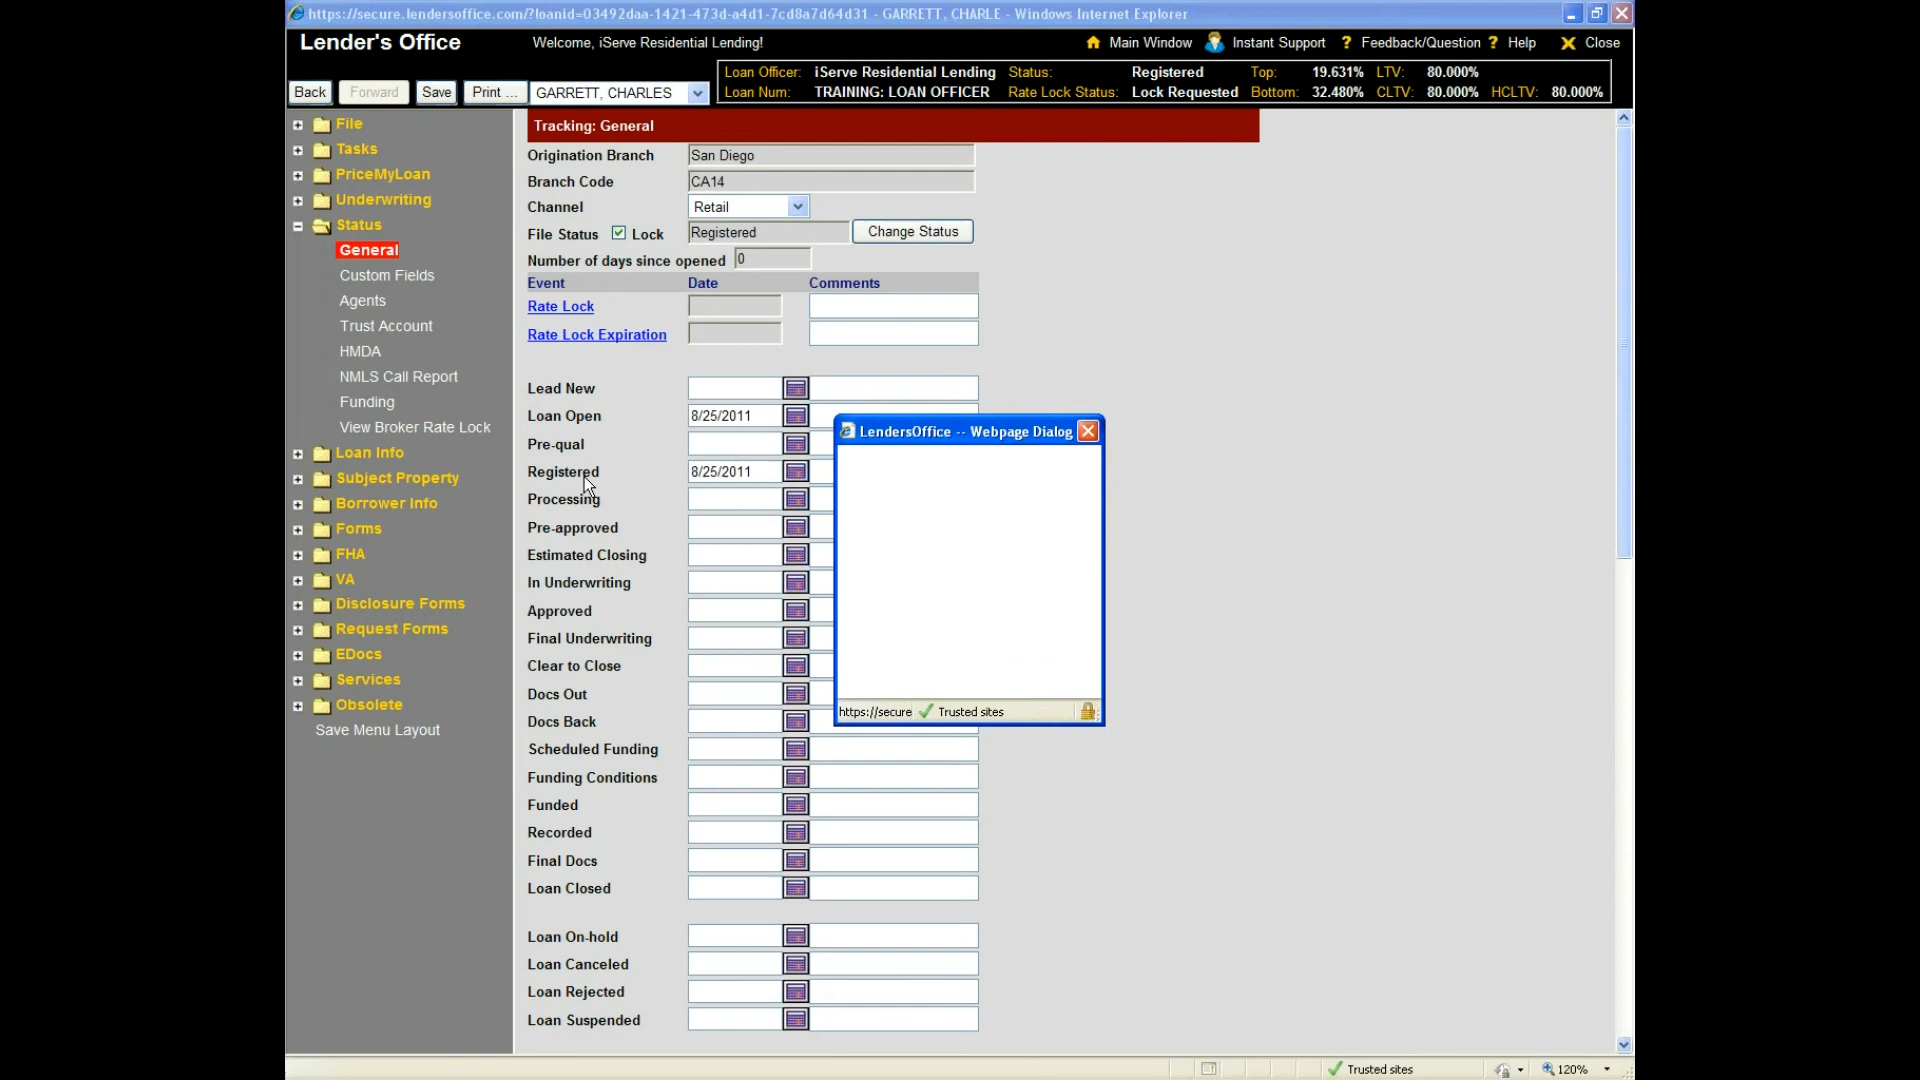 https://secure.lendersoffice.com/?loanid=03492daa-1421-473d-a4d1-7cd8a7d64d31 - GARRETT, CHARLE - Windows Internet Explorer
Lender's Office
Welcome, iServe Residential Lending!
Main Window
Instant Support
? Feedback/Question
? Help
Close
Back
Forward
Save
Print ...
GARRETT, CHARLES
Loan Officer: iServe Residential Lending Status: Registered Top: 19.631% LTV: 80.000%
Loan Num: TRAINING: LOAN OFFICER Rate Lock Status: Lock Requested Bottom: 32.480% CLTV: 80.000% HCLTV: 80.000%
File
Tasks
PriceMyLoan
Underwriting
Status
General
Custom Fields
Agents
Trust Account
HMDA
NMLS Call Report
Funding
View Broker Rate Lock
Loan Info
Subject Property
Borrower Info
Forms
FHA
VA
Disclosure Forms
Request Forms
EDocs
Services
Obsolete
Save Menu Layout
Tracking: General
Origination Branch San Diego
Branch Code CA14
Channel Retail
File Status Lock Registered Change Status
Number of days since opened 0
Event Date Comments
Rate Lock
Rate Lock Expiration
Lead New
Loan Open 8/25/2011
Pre-qual
Registered 8/25/2011
Processing
Pre-approved
Estimated Closing
In Underwriting
Approved
Final Underwriting
Clear to Close
Docs Out
Docs Back
Scheduled Funding
Funding Conditions
Funded
Recorded
Final Docs
Loan Closed
Loan On-hold
Loan Canceled
Loan Rejected
Loan Suspended
LendersOffice -- Webpage Dialog
https://secure Trusted sites
Trusted sites
120%